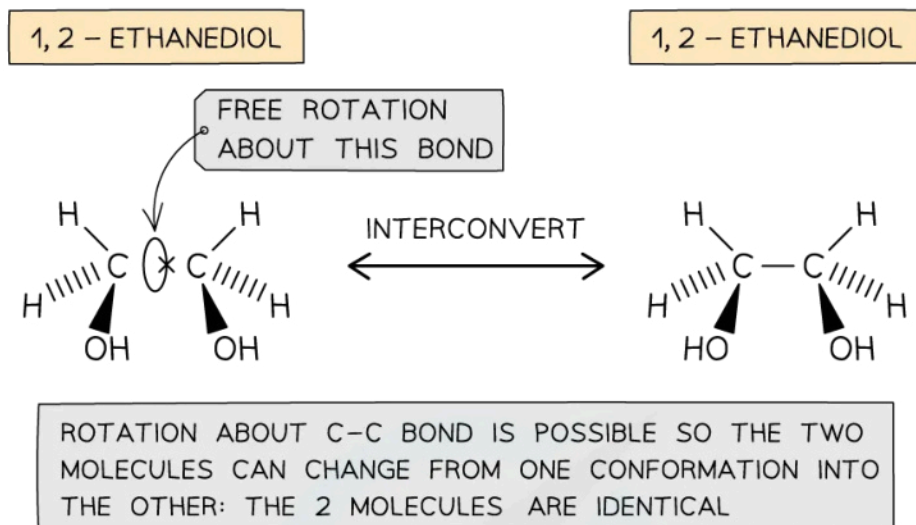 1, 2 – ETHANEDIOL
1, 2 – ETHANEDIOL
FREE ROTATION
ABOUT THIS BOND
H H
C C
H H
OH OH
INTERCONVERT
H H
C – C
H H
HO OH
ROTATION ABOUT C–C BOND IS POSSIBLE SO THE TWO
MOLECULES CAN CHANGE FROM ONE CONFORMATION INTO
THE OTHER: THE 2 MOLECULES ARE IDENTICAL